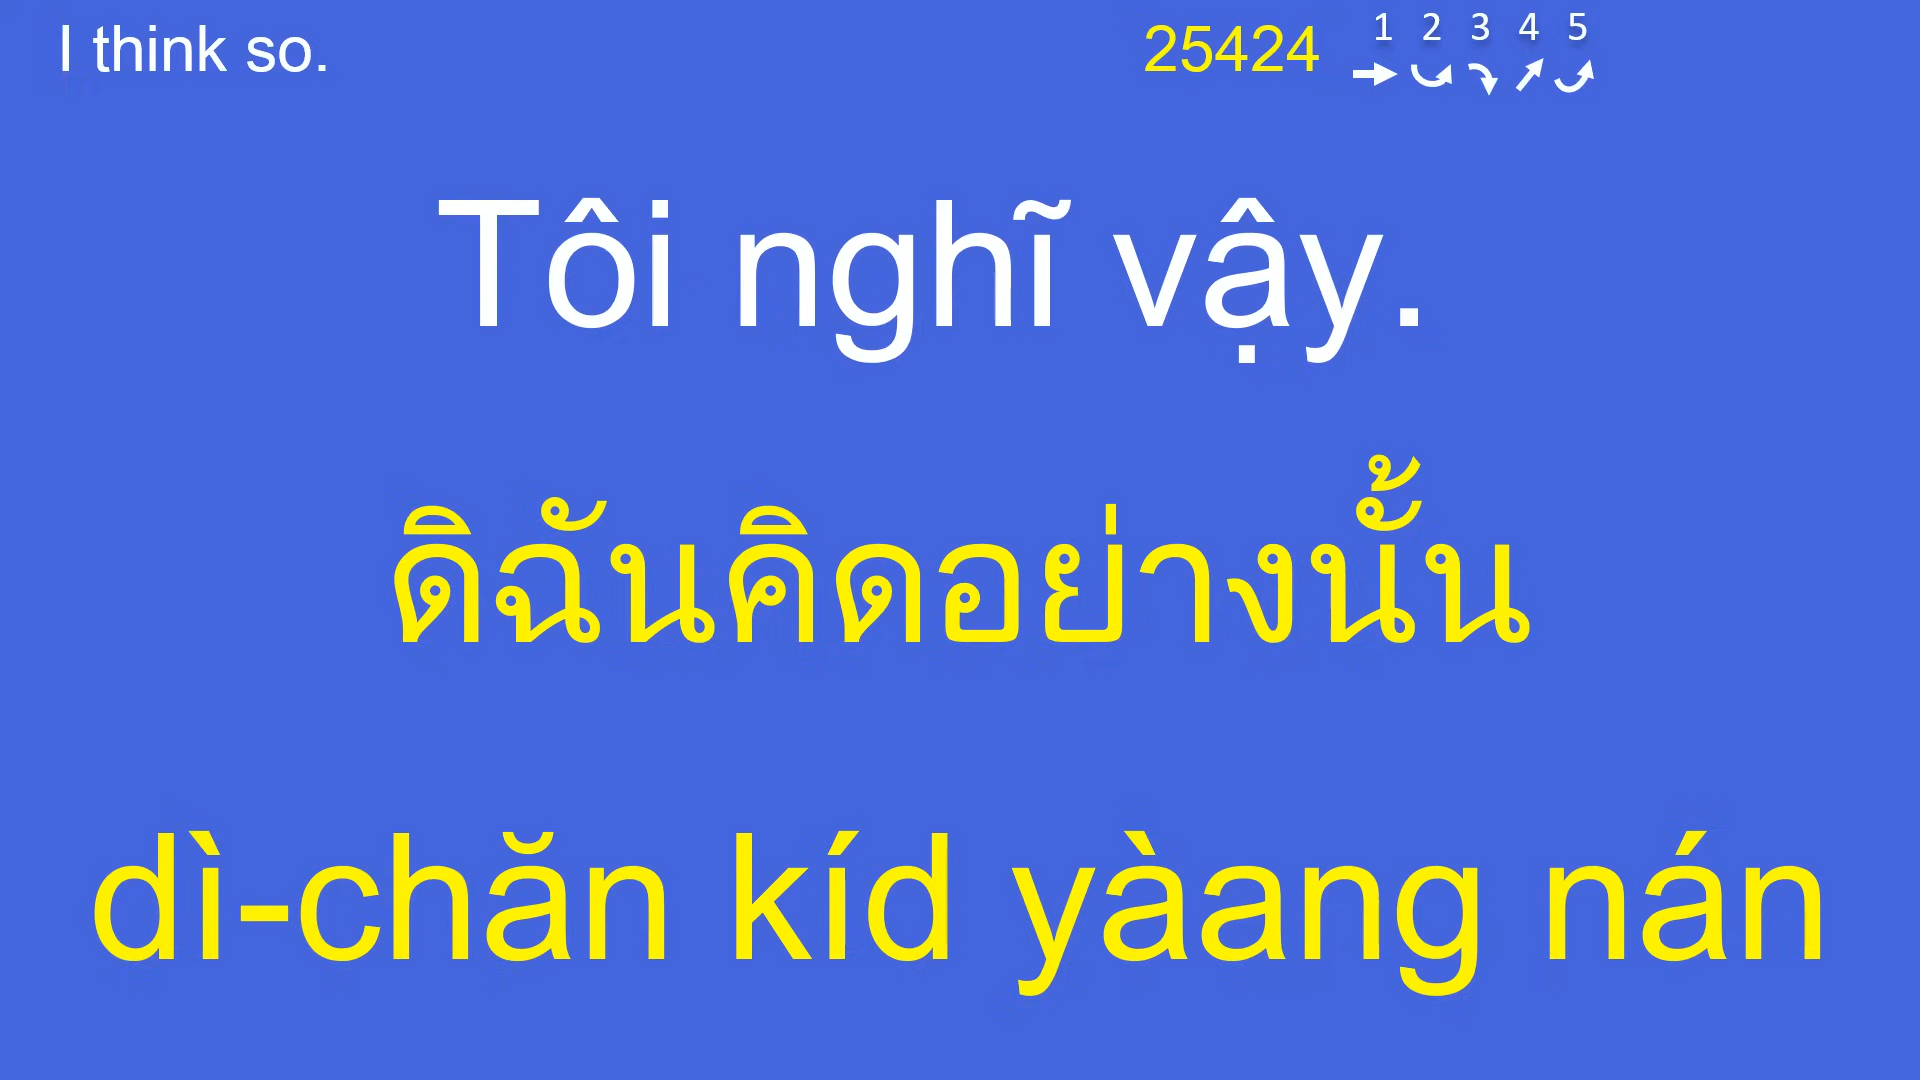 I think so.
25424
1 2 3 4 5
Tôi nghĩ vậy.
ดิฉันคิดอย่างนั้น
dì-chăn kíd yàang nán